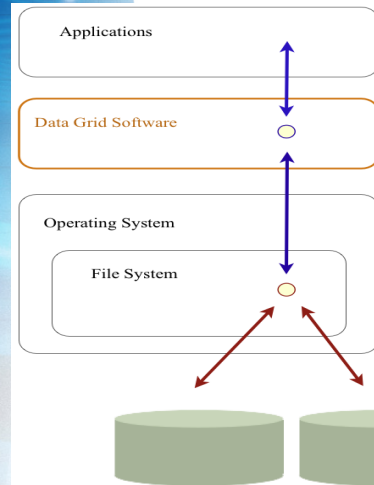 Applications
Data Grid Software
Operating System
File System